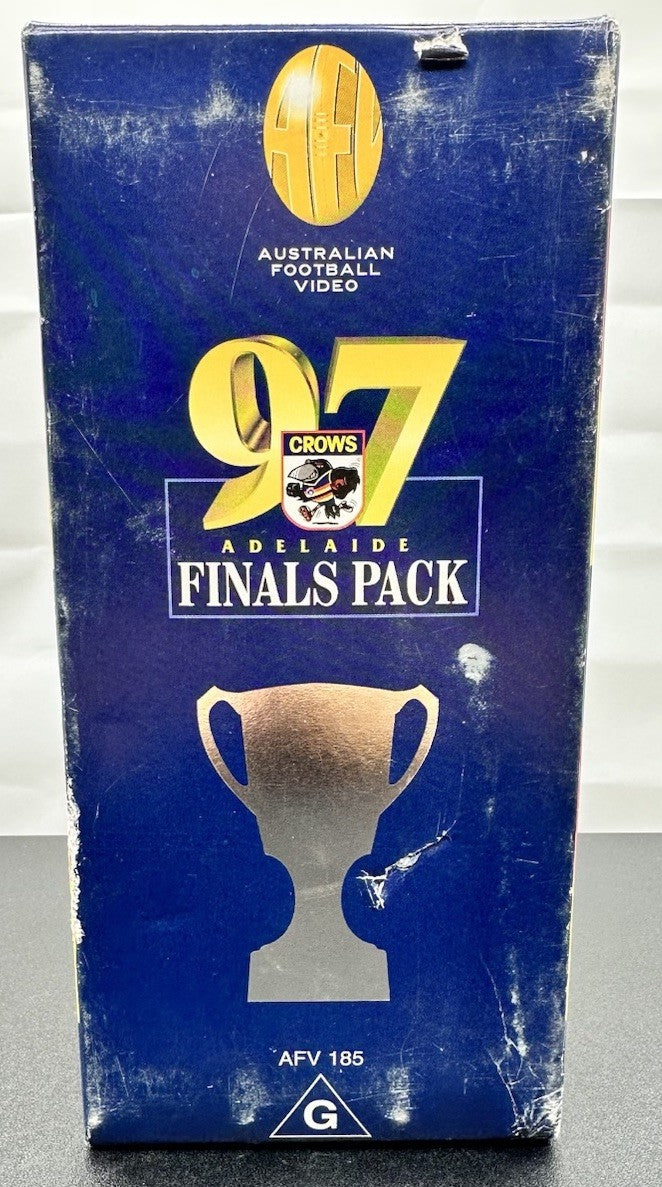 AFL
AUSTRALIAN
FOOTBALL
VIDEO
97
CROWS
ADELAIDE
FINALS PACK
AFV 185
G